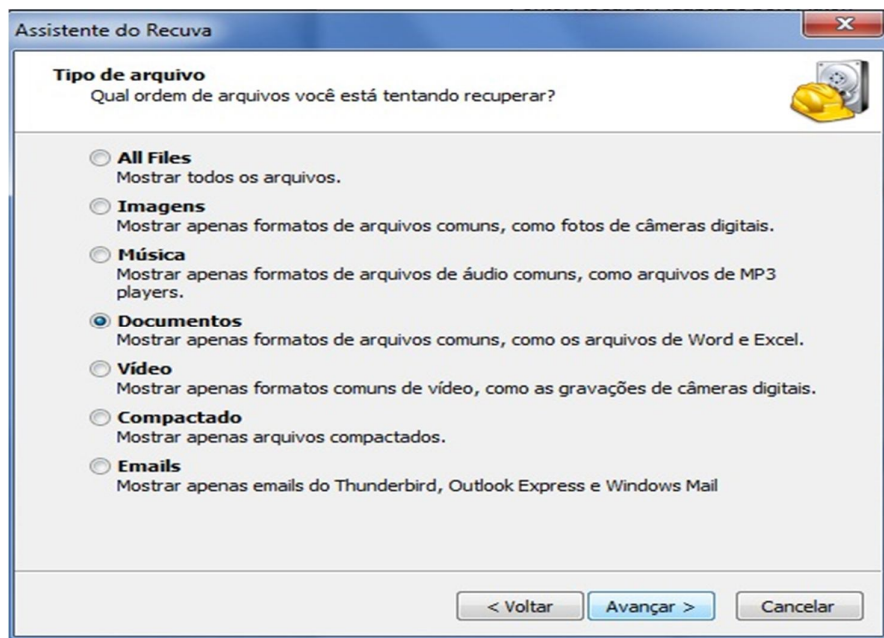 Assistente do Recuva
Tipo de arquivo
Qual ordem de arquivos você está tentando recuperar?
All Files
Mostrar todos os arquivos.
Imagens
Mostrar apenas formatos de arquivos comuns, como fotos de câmeras digitais.
Música
Mostrar apenas formatos de arquivos de áudio comuns, como arquivos de MP3
players.
Documentos
Mostrar apenas formatos de arquivos comuns, como os arquivos de Word e Excel.
Vídeo
Mostrar apenas formatos comuns de vídeo, como as gravações de câmeras digitais.
Compactado
Mostrar apenas arquivos compactados.
Emails
Mostrar apenas emails do Thunderbird, Outlook Express e Windows Mail
< Voltar
Avançar >
Cancelar